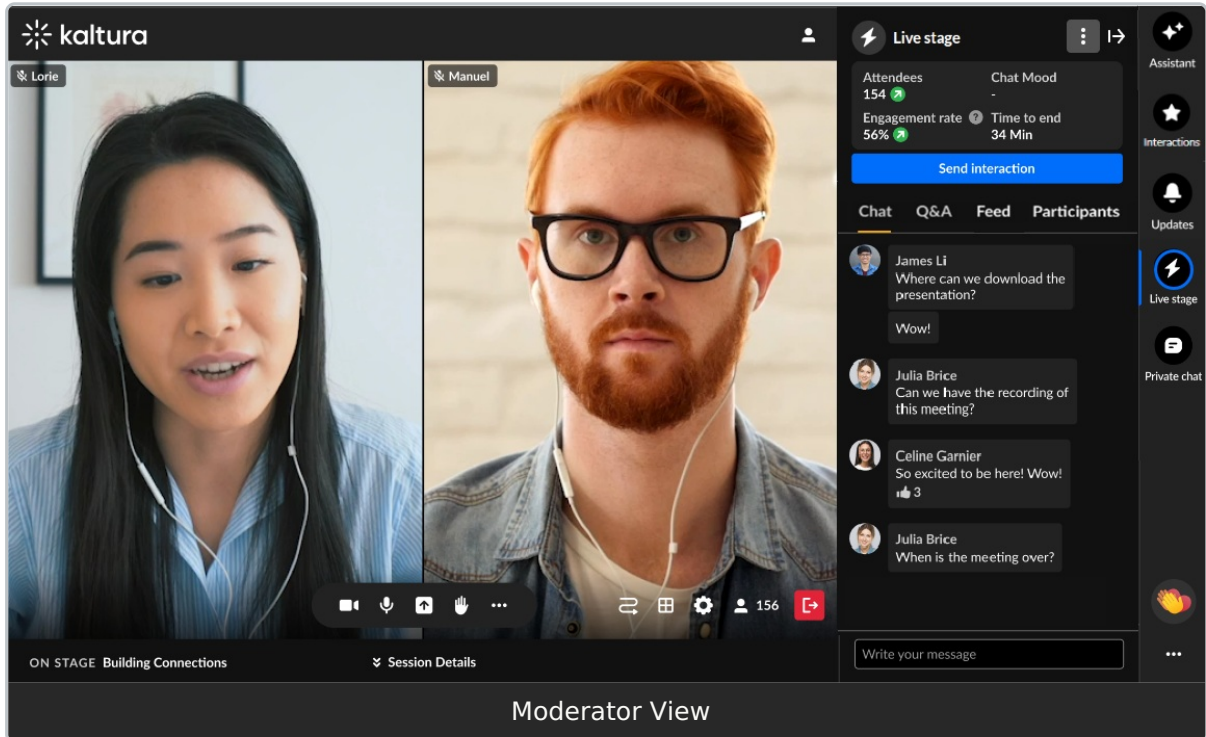 kaltura
Lorie
Manuel
156
ON STAGE Building Connections
Session Details
Live stage
Attendees
154
Chat Mood
-
Engagement rate ?
56%
Time to end
34 Min
Send interaction
Chat Q&A Feed Participants
James Li
Where can we download the
presentation?
Wow!
Julia Brice
Can we have the recording of
this meeting?
Celine Garnier
So excited to be here! Wow!
3
Julia Brice
When is the meeting over?
Write your message
Assistant
Interactions
Updates
Live stage
Private chat
Moderator View